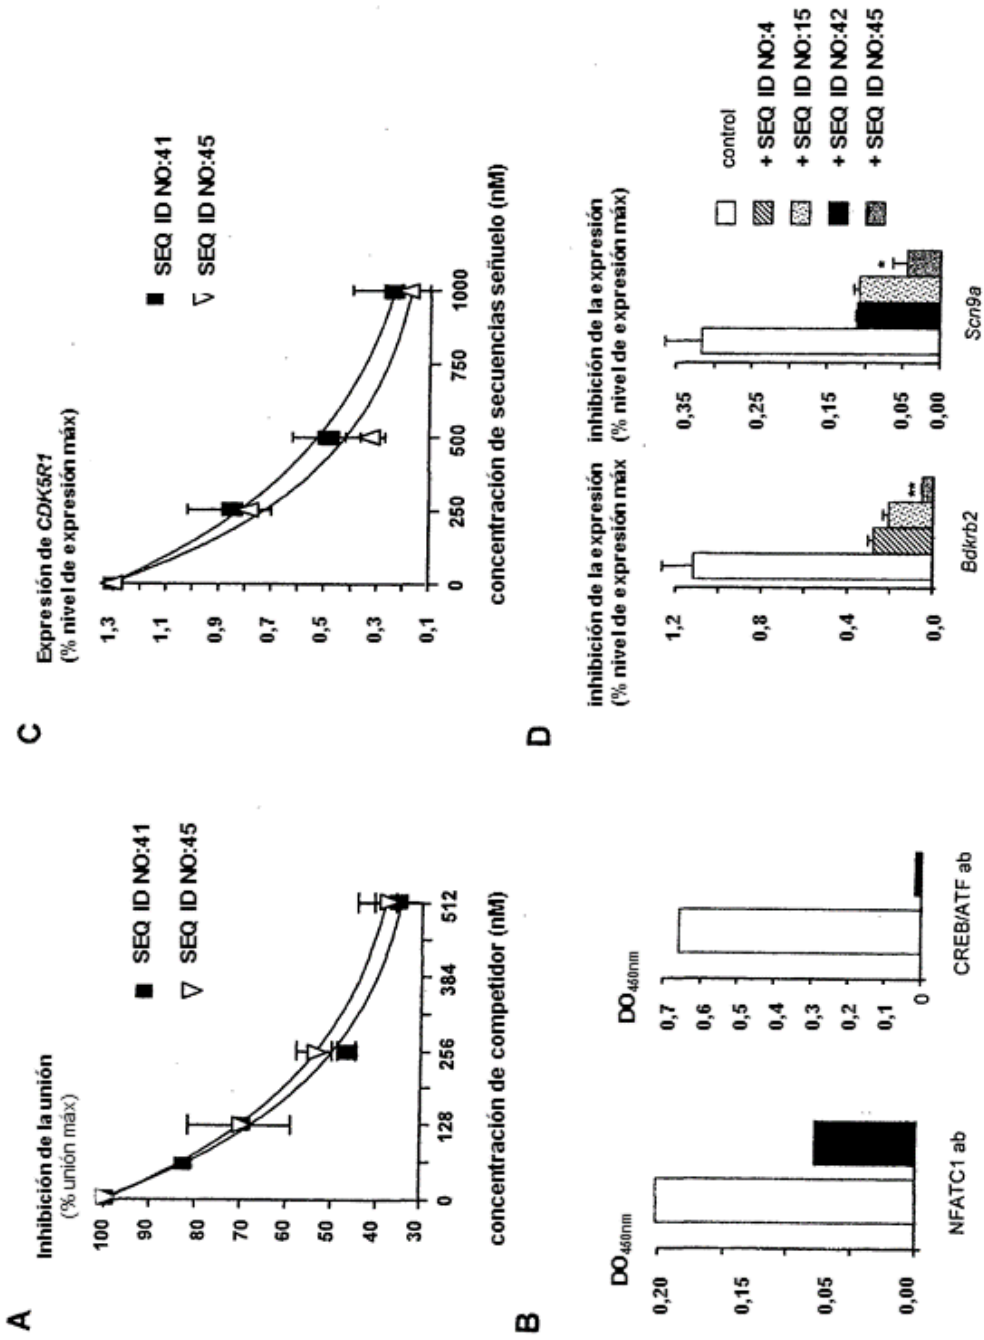 A
Inhibición de la unión
(% unión máx)
100
90
80
70
60
50
40
30
0
128
256
384
512
concentración de competidor (nM)
SEQ ID NO:41
SEQ ID NO:45
B
DO460nm
0,20
0,15
0,05
0,00
NFATC1 ab
DO460nm
0,7
0,6
0,5
0,3
0,2
0,1
0
CREB/ATF ab
C
Expresión de CDK5R1
(% nivel de expresión máx)
1,3
1,1
0,9
0,7
0,5
0,3
0,1
0
250
500
750
1000
concentración de secuencias señuelo (nM)
SEQ ID NO:41
SEQ ID NO:45
D
inhibición de la expresión
(% nivel de expresión máx
1,2
0,8
0,4
0,0
**
Bdkrb2
inhibición de la expresión
(% nivel de expresión máx)
0,35
0,25
0,15
0,05
0,00
*
Scn9a
control
+ SEQ ID NO:4
+ SEQ ID NO:15
+ SEQ ID NO:42
+ SEQ ID NO:45